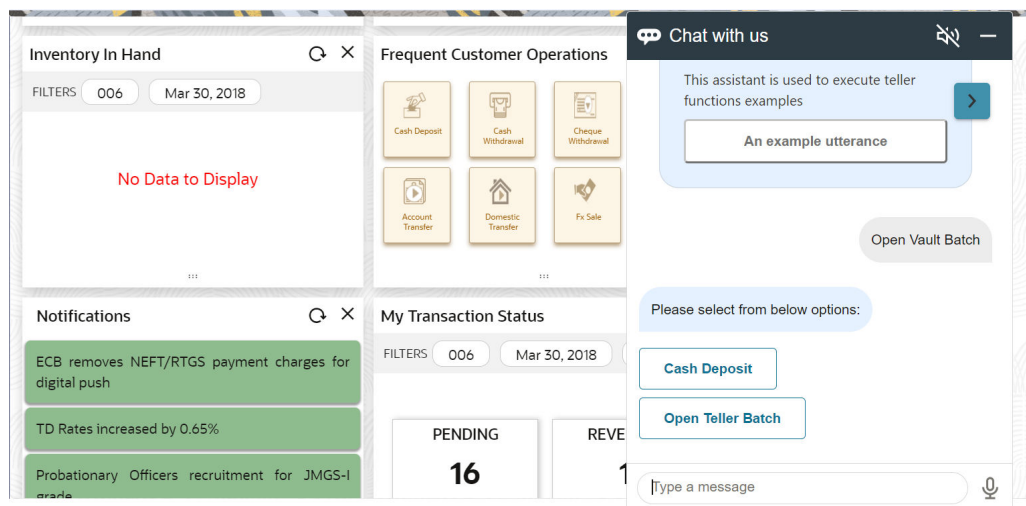 Inventory In Hand
FILTERS 006 Mar 30, 2018
No Data to Display
Frequent Customer Operations
Cash Deposit
Cash
Withdrawal
Cheque
Withdrawal
Account
Transfer
Domestic
Transfer
Fx Sale
Notifications
ECB removes NEFT/RTGS payment charges for
digital push
TD Rates increased by 0.65%
Probationary Officers recruitment for JMGS-I
grade
My Transaction Status
FILTERS 006 Mar 30, 2018
PENDING
16
REVE
Chat with us
This assistant is used to execute teller
functions examples
An example utterance
Open Vault Batch
Please select from below options:
Cash Deposit
Open Teller Batch
Type a message